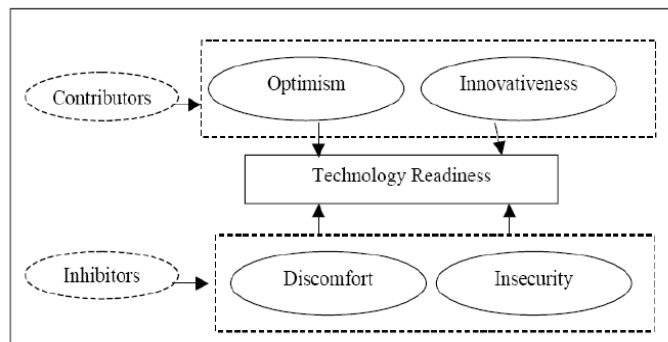 Optimism
Innovativeness
Contributors
Technology Readiness
Inhibitors
Discomfort
Insecurity